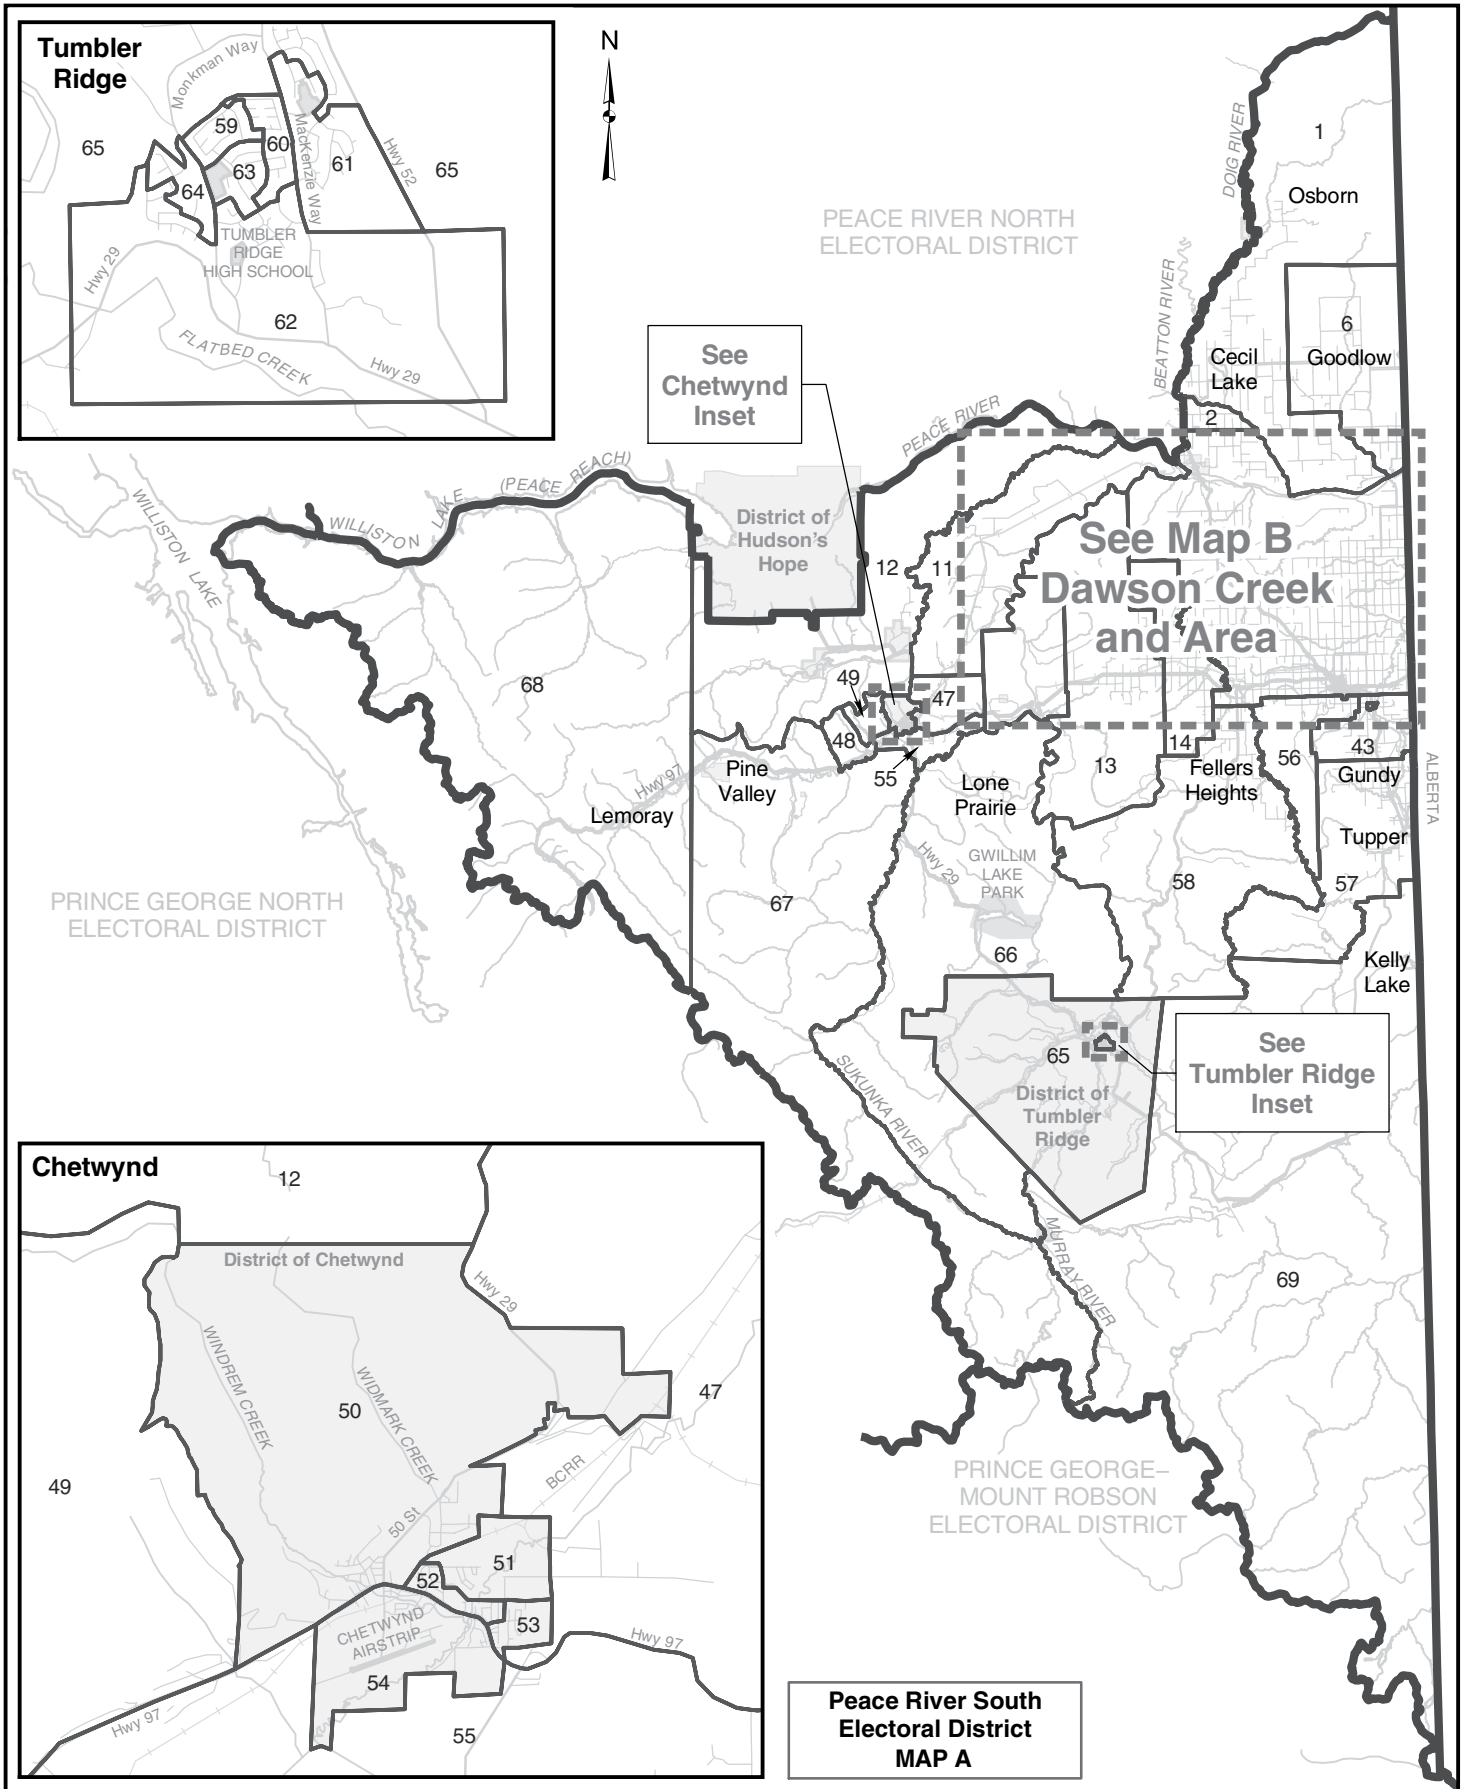 Tumbler
Ridge
Monkman Way
59
60
65
MacKenzie Way
61
Hwy 52
65
63
64
TUMBLER
RIDGE
HIGH SCHOOL
Hwy 29
62
FLATBED CREEK
Hwy 29
N
DOIG RIVER
1
Osborn
PEACE RIVER NORTH
ELECTORAL DISTRICT
BEATTON RIVER
6
Goodlow
Cecil
Lake
2
See
Chetwynd
Inset
PEACE RIVER
WILLISTON LAKE
WILLISTON LAKE (PEACE REACH)
District of
Hudson's
Hope
12
11
See Map B
Dawson Creek
and Area
68
49
47
48
55
14
13
56
43
Fellers
Heights
Gundy
ALBERTA
Pine
Valley
Hwy 97
Lemoray
Lone
Prairie
Tupper
Hwy 29
GWILLIM
LAKE
PARK
58
57
67
PRINCE GEORGE NORTH
ELECTORAL DISTRICT
66
Kelly
Lake
65
See
Tumbler Ridge
Inset
District of
Tumbler
Ridge
SUKUNKA RIVER
MURRAY RIVER
69
PRINCE GEORGE–
MOUNT ROBSON
ELECTORAL DISTRICT
Chetwynd
12
District of Chetwynd
Hwy 29
WINDREM CREEK
WIDMARK CREEK
47
50
49
BCRR
50 St
51
52
53
CHETWYND
AIRSTRIP
Hwy 97
54
Hwy 97
55
Peace River South
Electoral District
MAP A